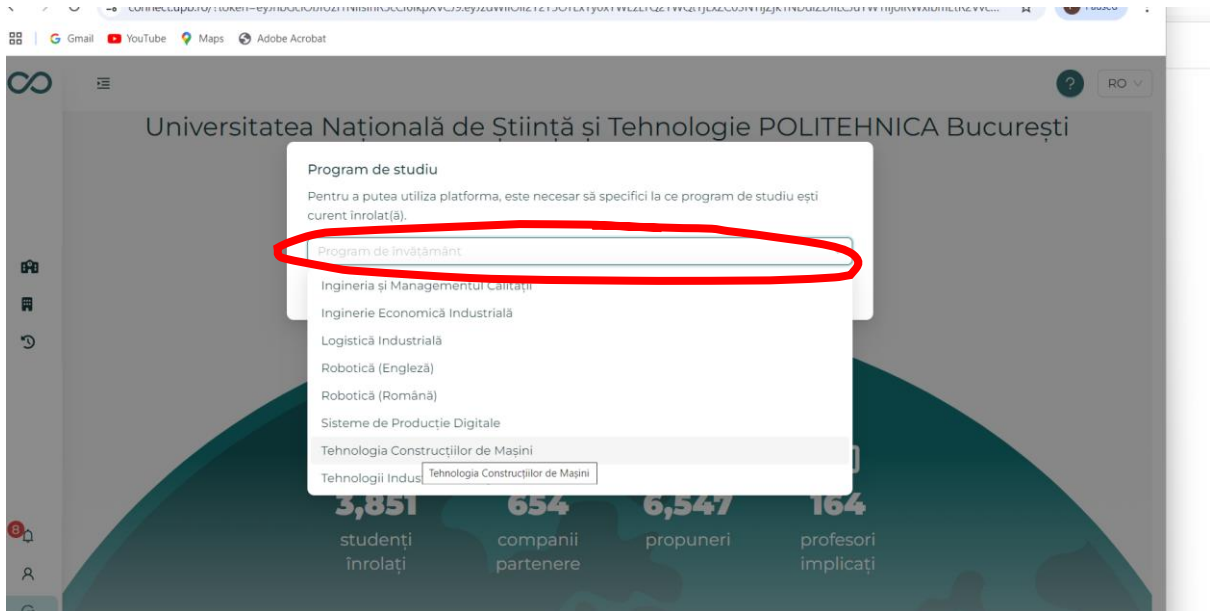 Gmail
YouTube
Maps
Adobe Acrobat
?
RO
Universitatea Națională de Știință și Tehnologie POLITEHNICA București
Program de studiu
Pentru a putea utiliza platforma, este necesar să specifici la ce program de studiu ești
curent înrolat(ă).
Program de învățământ
Ingineria și Managementul Calității
Inginerie Economică Industrială
Logistică Industrială
Robotică (Engleză)
Robotică (Română)
Sisteme de Producție Digitale
Tehnologia Construcțiilor de Mașini
Tehnologia Construcțiilor de Mașini
Tehnologii
3,851
654
6,547
164
studenți
înrolați
companii
partenere
propuneri
profesori
implicați
8